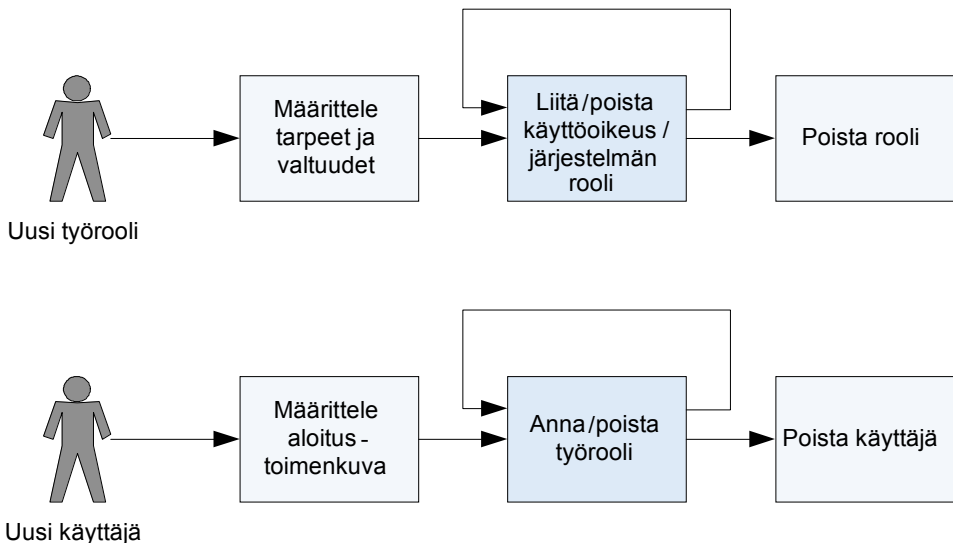 Määrittele
tarpeet ja
valtuudet
Liitä/poista
käyttöoikeus /
järjestelmän
rooli
Poista rooli
Uusi työrooli
Määrittele
aloitus -
toimenkuva
Anna/poista
työrooli
Poista käyttäjä
Uusi käyttäjä